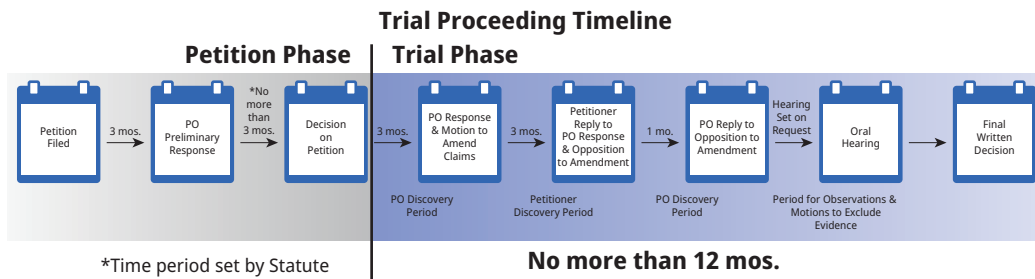 Trial Proceeding Timeline
Petition Phase
Trial Phase
Petition
Filed
3 mos.
PO
Preliminary
Response
*No
more
than
3 mos.
Decision
on
Petition
3 mos.
PO Response
& Motion to
Amend
Claims
3 mos.
Petitioner
Reply to
PO Response
& Opposition
to Amendment
1 mo.
PO Reply to
Opposition to
Amendment
Hearing
Set on
Request
Oral
Hearing
Final
Written
Decision
PO Discovery
Period
Petitioner
Discovery Period
PO Discovery
Period
Period for Observations &
Motions to Exclude
Evidence
*Time period set by Statute
No more than 12 mos.